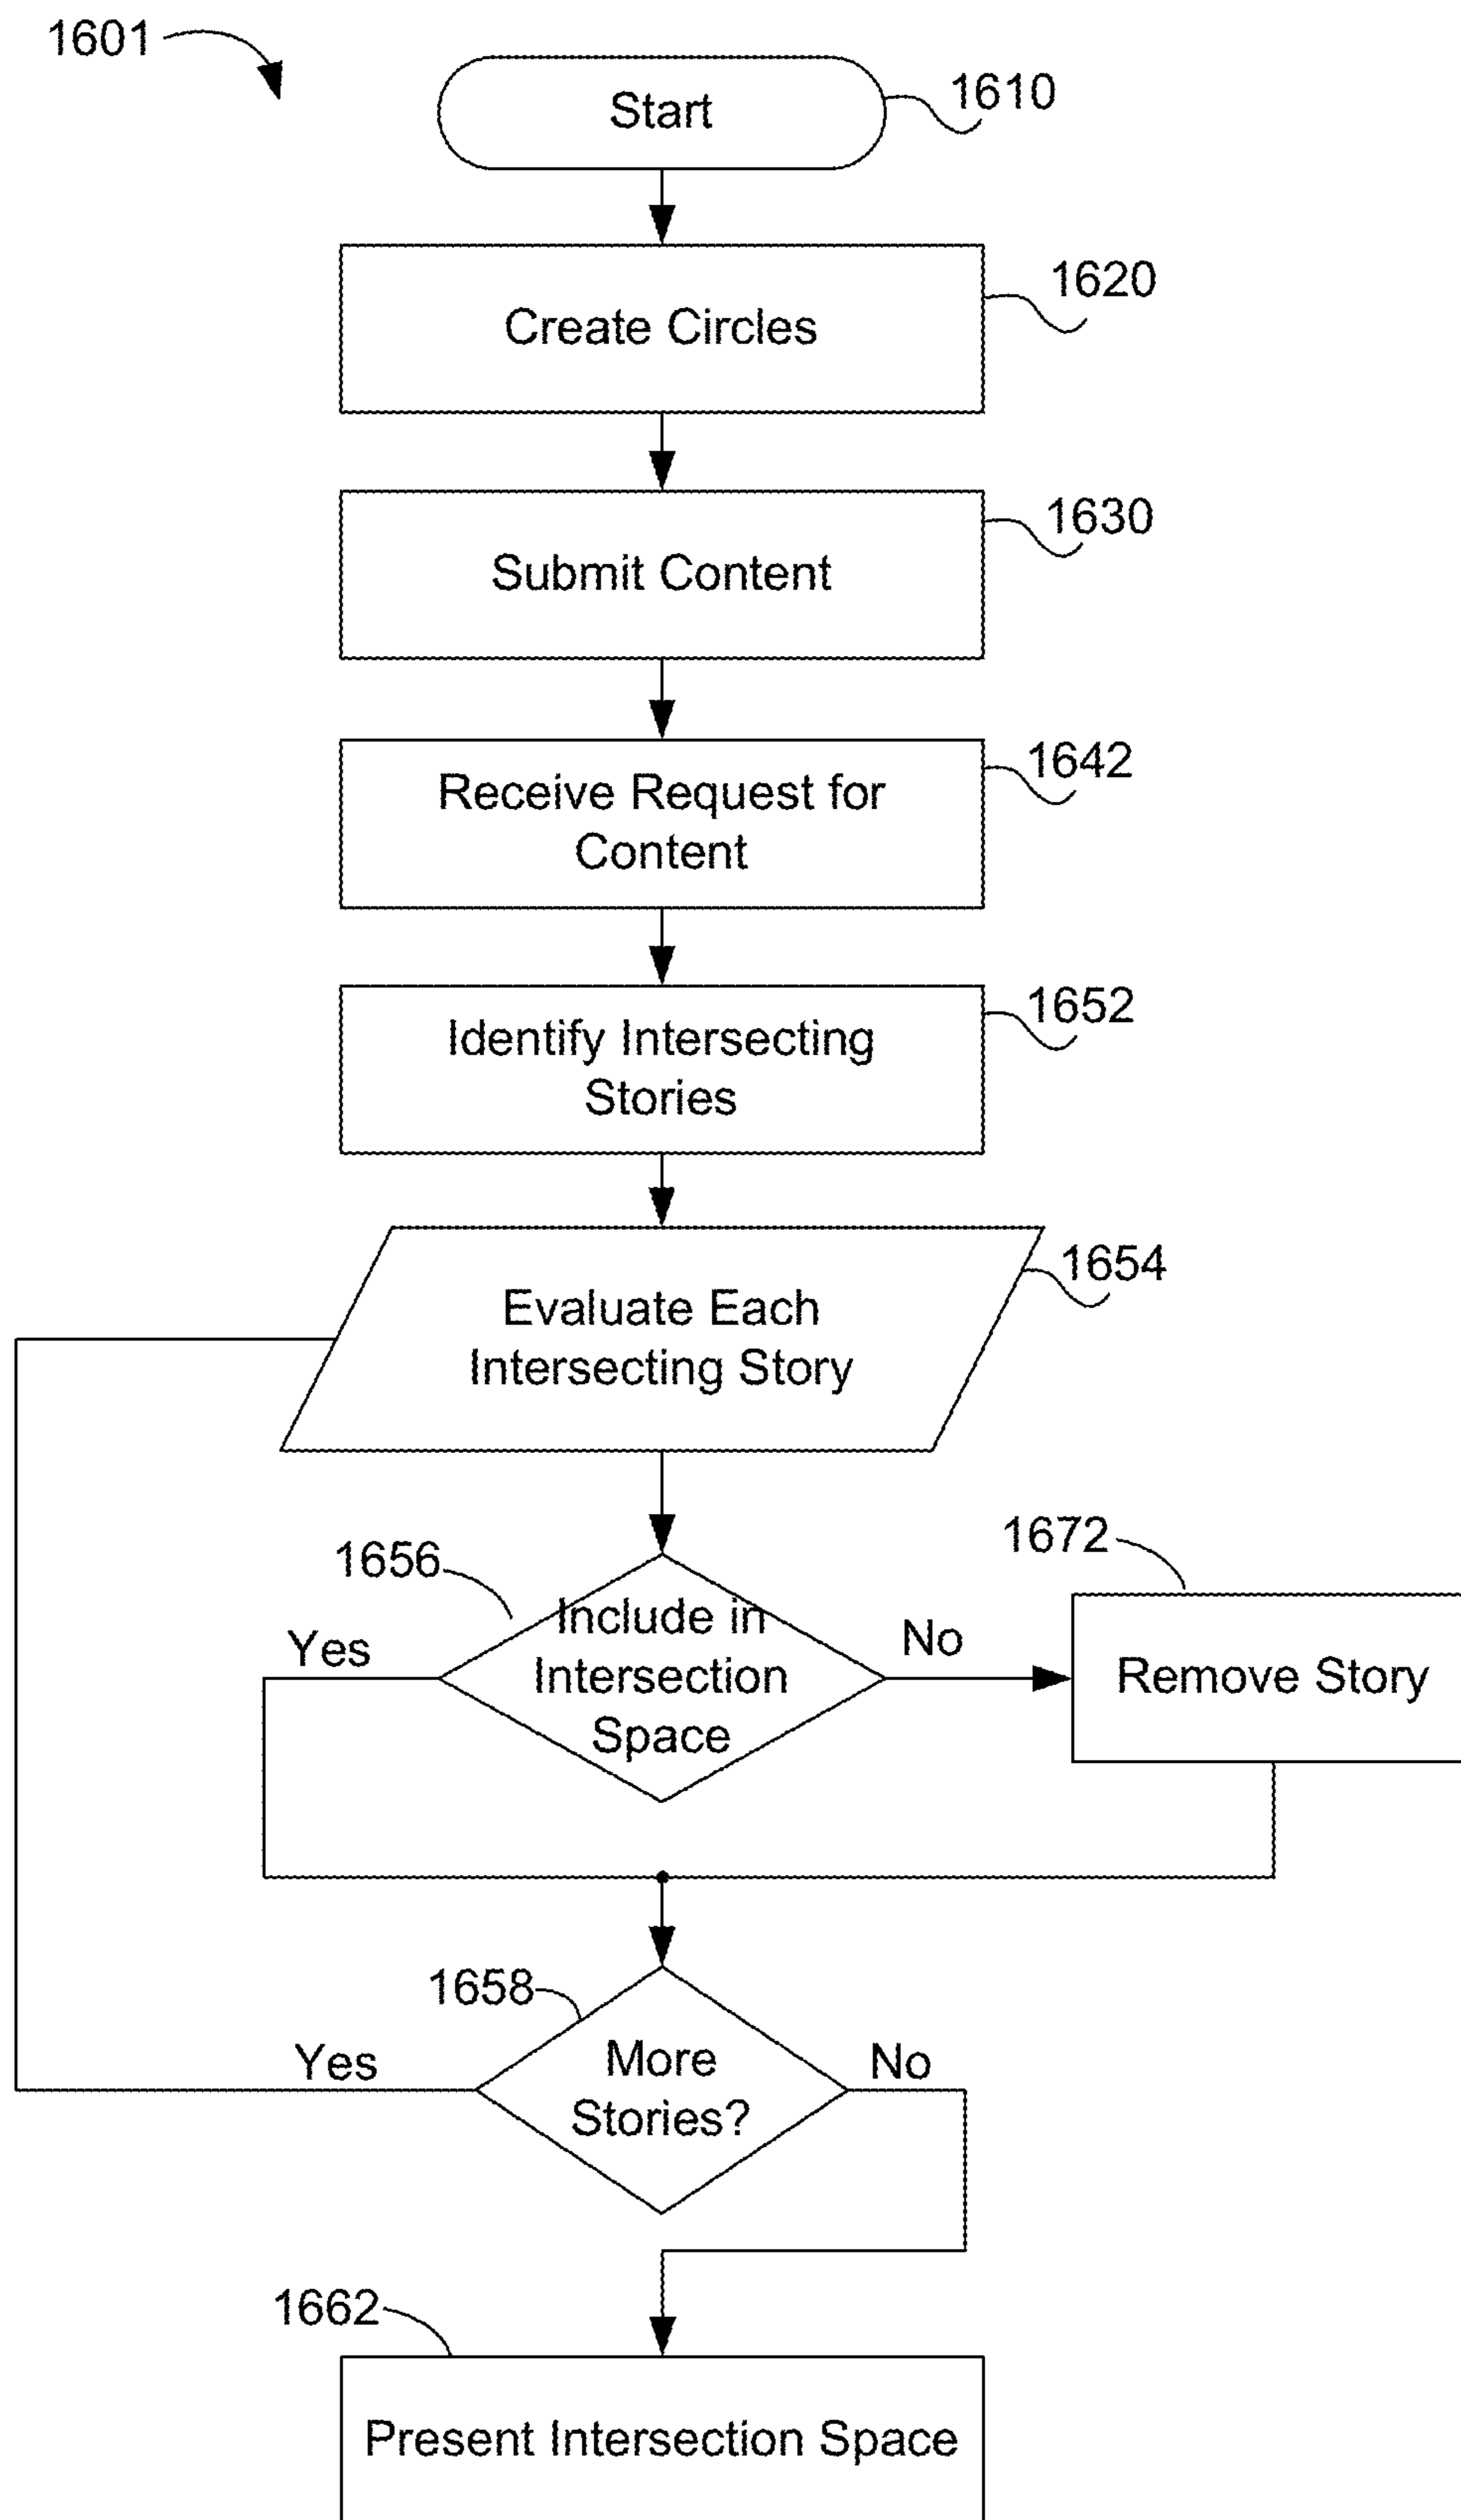 1601
Start
1610
Create Circles
1620
Submit Content
1630
Receive Request for
Content
1642
Identify Intersecting
Stories
1652
Evaluate Each
Intersecting Story
1654
1656
Include in
Intersection
Space
Yes
No
1672
Remove Story
1658
More
Stories?
Yes
No
1662
Present Intersection Space